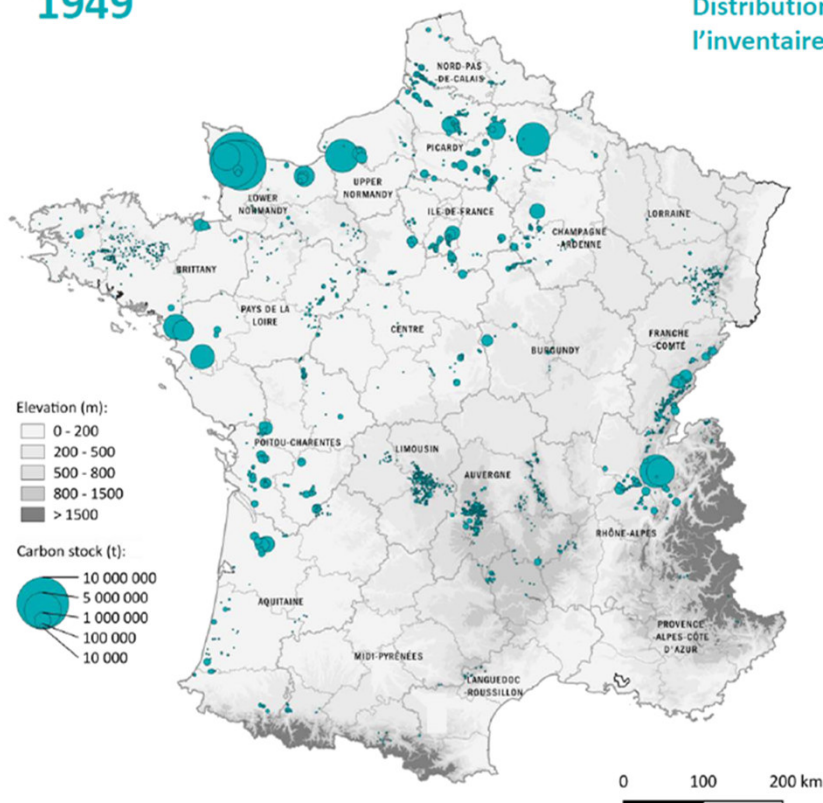 1949
Distribution
l'inventaire
NORD-PAS
-DE-CALAIS
PICARDY
UPPER
NORMANDY
LOWER
NORMANDY
ILE-DE-FRANCE
LORRAINE
CHAMPAGNE
-ARDENNE
BRITTANY
PAYS DE LA
LOIRE
CENTRE
BURGUNDY
FRANCHE
-COMTÉ
POITOU-CHARENTES
LIMOUSIN
AUVERGNE
RHÔNE-ALPES
AQUITAINE
MIDI-PYRÉNÉES
LANGUEDOC
-ROUSSILLON
PROVENCE
ALPES-CÔTE
D'AZUR
Elevation (m):
0 - 200
200 - 500
500 - 800
800 - 1500
> 1500
Carbon stock (t):
10 000 000
5 000 000
1 000 000
100 000
10 000
0 100 200 km